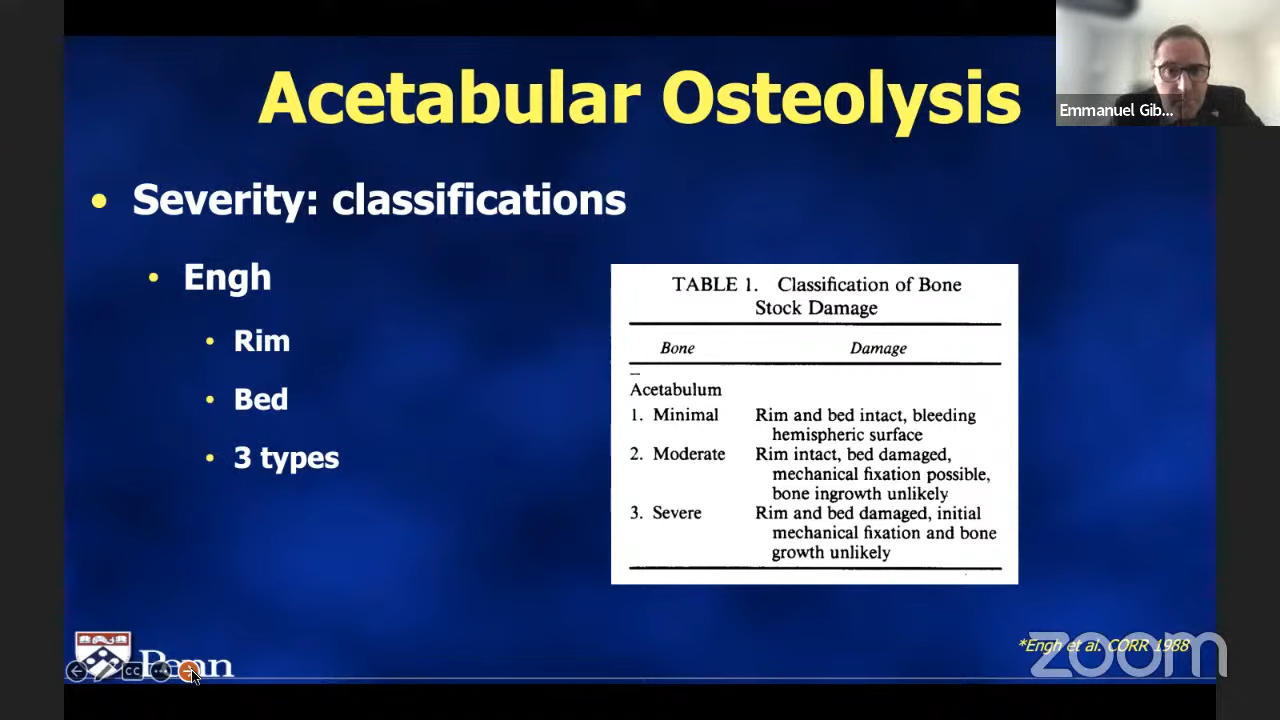 Acetabular Osteolysis
Emmanuel Gib...
• Severity: classifications
• Engh
• Rim
• Bed
• 3 types
TABLE 1. Classification of Bone
Stock Damage
Bone Damage
Acetabulum
1. Minimal Rim and bed intact, bleeding
hemispheric surface
2. Moderate Rim intact, bed damaged,
mechanical fixation possible,
bone ingrowth unlikely
3. Severe Rim and bed damaged, initial
mechanical fixation and bone
growth unlikely
*Engh et al. CORR 1988
zoom
Penn
CC